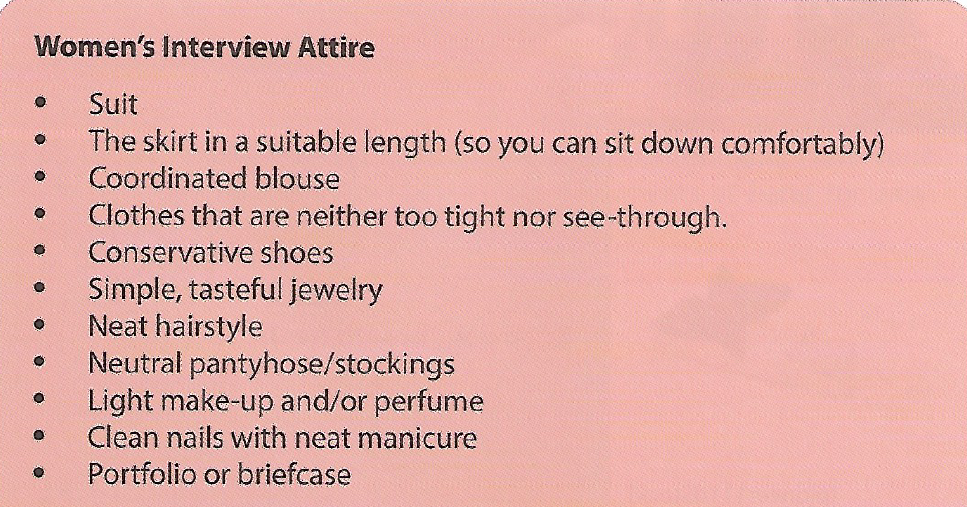 Women's Interview Attire
• Suit
• The skirt in a suitable length (so you can sit down comfortably)
• Coordinated blouse
• Clothes that are neither too tight nor see-through.
• Conservative shoes
• Simple, tasteful jewelry
• Neat hairstyle
• Neutral pantyhose/stockings
• Light make-up and/or perfume
• Clean nails with neat manicure
• Portfolio or briefcase